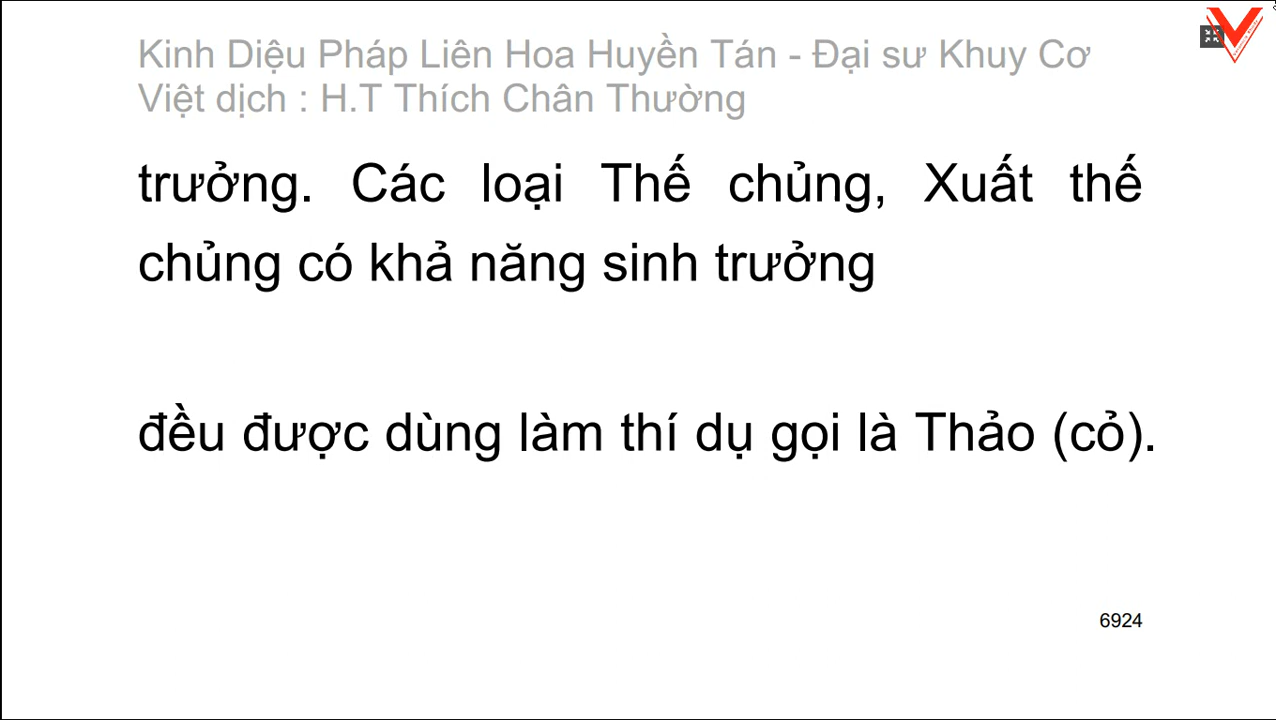 Kinh Diệu Pháp Liên Hoa Huyền Tán - Đại sư Khuy Cơ
Việt dịch : H.T Thích Chân Thường
trưởng. Các loại Thế chủng, Xuất thế
chủng có khả năng sinh trưởng
đều được dùng làm thí dụ gọi là Thảo (cỏ).
6924